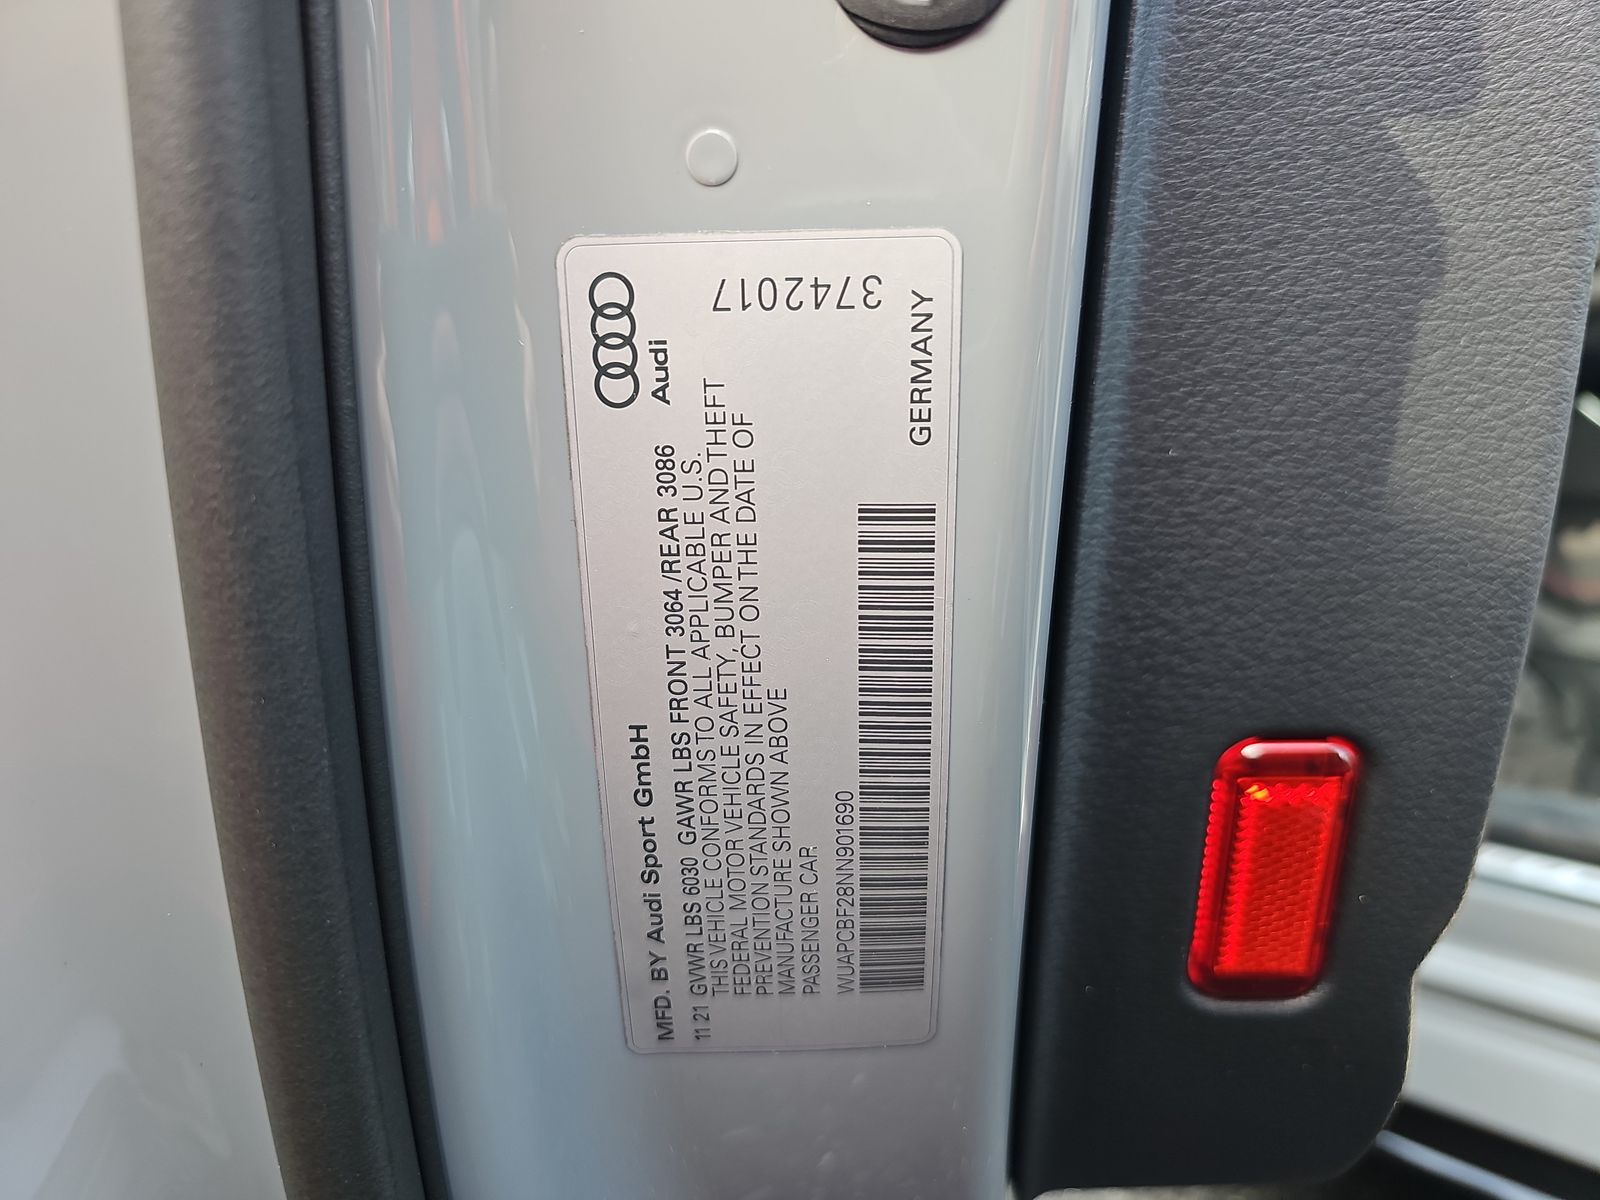 MFD. BY Audi Sport GmbH
Audi
11 21 GVWR LBS 6030 GAWR LBS FRONT 3064 /REAR 3086
THIS VEHICLE CONFORMS TO ALL APPLICABLE U.S.
FEDERAL MOTOR VEHICLE SAFETY, BUMPER AND THEFT
PREVENTION STANDARDS IN EFFECT ON THE DATE OF
MANUFACTURE SHOWN ABOVE
PASSENGER CAR.
WUAPCBF28NN901690
GERMANY
3742017